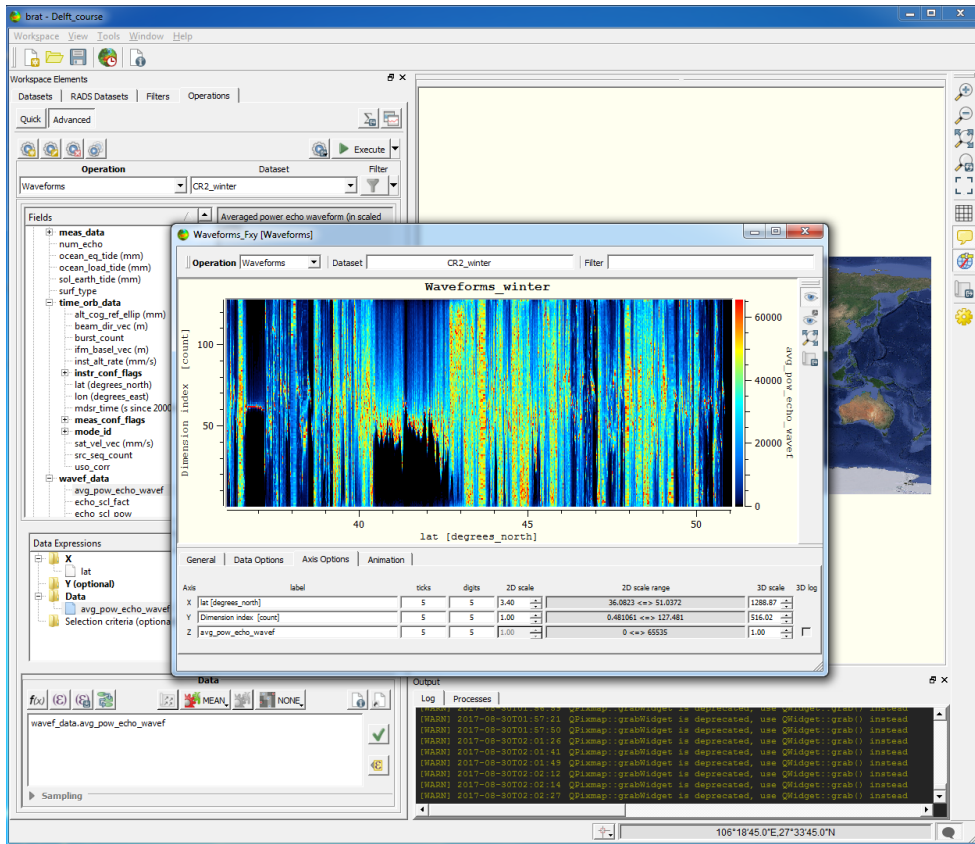 brat - Delft_course
Workspace View Tools Window Help
Workspace Elements
Datasets RADS Datasets Filters Operations
Quick Advanced
Execute
Operation Dataset Filter
Waveforms CR2_winter
Fields
Averaged power echo waveform (in scaled
meas_data
num_echo
ocean_eq_tide (mm)
ocean_load_tide (mm)
sol_earth_tide (mm)
surf_type
time_orb_data
alt_cog_ref_ellip (mm)
beam_dir_vec (m)
burst_count
ifm_basel_vec (m)
inst_alt_rate (mm/s)
instr_conf_flags
lat (degrees_north)
lon (degrees_east)
mdsr_time (s since 2000
meas_conf_flags
mode_id
sat_vel_vec (mm/s)
src_seq_count
uso_corr
wavef_data
avg_pow_echo_wavef
echo_scl_fact
echo_scl_pow
Waveforms_Fxy [Waveforms]
Operation Waveforms Dataset CR2_winter Filter
Waveforms_winter
Dimension index [count]
100
50
40 45 50
lat [degrees_north]
60000
40000
20000
0
avg_pow_echo_wavef
General Data Options Axis Options Animation
Axis label ticks digits 2D scale 2D scale range 3D scale 3D log
X lat [degrees_north] 5 5 3.40 36.0823 <=> 51.0372 1288.87
Y Dimension index [count] 5 5 1.00 0.481061 <=> 127.481 516.02
Z avg_pow_echo_wavef 5 5 1.00 0 <=> 65535 1.00
Data Expressions
X
lat
Y (optional)
Data
avg_pow_echo_wavef
Selection criteria (optiona
Data
f(x) (ε) MEAN NONE
wavef_data.avg_pow_echo_wavef
Sampling
Output
Log Processes
[WARN] 2017-08-30T01:57:21 QPixmap::grabWidget is deprecated, use QWidget::grab() instead
[WARN] 2017-08-30T01:57:50 QPixmap::grabWidget is deprecated, use QWidget::grab() instead
[WARN] 2017-08-30T02:01:26 QPixmap::grabWidget is deprecated, use QWidget::grab() instead
[WARN] 2017-08-30T02:01:41 QPixmap::grabWidget is deprecated, use QWidget::grab() instead
[WARN] 2017-08-30T02:01:49 QPixmap::grabWidget is deprecated, use QWidget::grab() instead
[WARN] 2017-08-30T02:02:12 QPixmap::grabWidget is deprecated, use QWidget::grab() instead
[WARN] 2017-08-30T02:02:14 QPixmap::grabWidget is deprecated, use QWidget::grab() instead
[WARN] 2017-08-30T02:02:27 QPixmap::grabWidget is deprecated, use QWidget::grab() instead
106°18'45.0"E,27°33'45.0"N